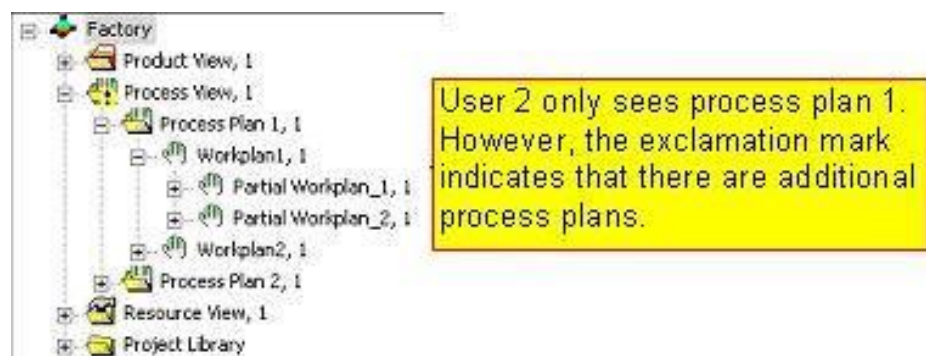 Factory
Product View, 1
Process View, 1
Process Plan 1, 1
Workplan1, 1
Partial Workplan_1, 1
Partial Workplan_2, 1
Workplan2, 1
Process Plan 2, 1
Resource View, 1
Project Library
User 2 only sees process plan 1.
However, the exclamation mark
indicates that there are additional
process plans.